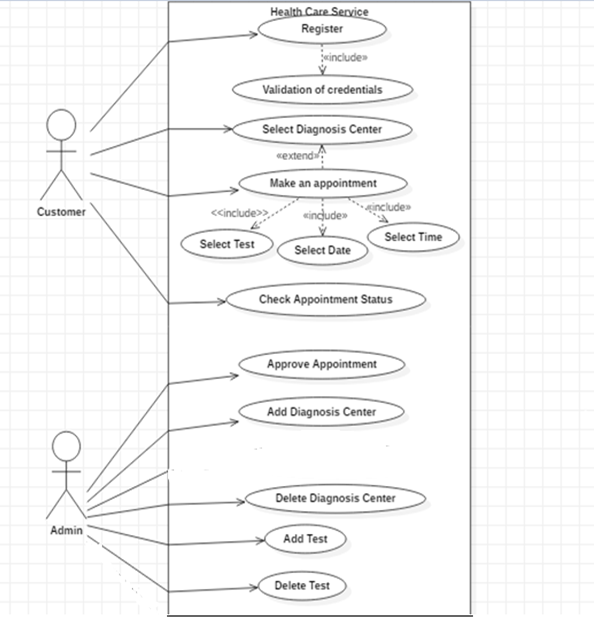 Health Care Service
Register
«include»
Validation of credentials
Select Diagnosis Center
«extend»
Make an appointment
<<include>>
«include»
«include»
Select Test
Select Date
Select Time
Customer
Check Appointment Status
Approve Appointment
Add Diagnosis Center
Delete Diagnosis Center
Admin
Add Test
Delete Test